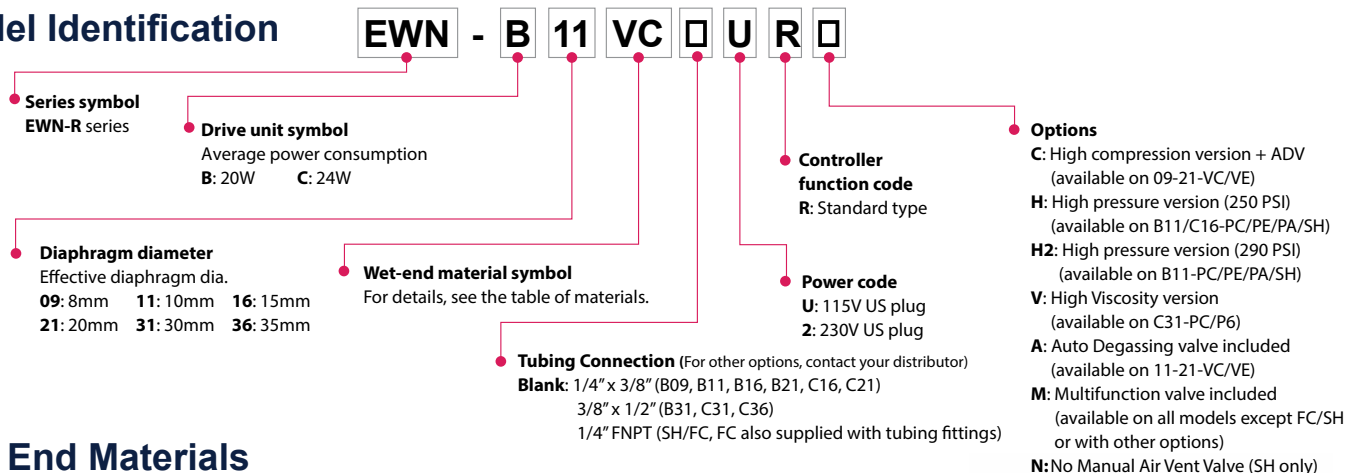 del Identification
EWN - B 11 VC □ U R □
Series symbol
EWN-R series
Drive unit symbol
Average power consumption
B: 20W C: 24W
Diaphragm diameter
Effective diaphragm dia.
09: 8mm 11: 10mm 16: 15mm
21: 20mm 31: 30mm 36: 35mm
Wet-end material symbol
For details, see the table of materials.
Tubing Connection (For other options, contact your distributor)
Blank: 1/4" x 3/8" (B09, B11, B16, B21, C16, C21)
3/8" x 1/2" (B31, C31, C36)
1/4" FNPT (SH/FC, FC also supplied with tubing fittings)
Power code
U: 115V US plug
2: 230V US plug
Controller
function code
R: Standard type
Options
C: High compression version + ADV
(available on 09-21-VC/VE)
H: High pressure version (250 PSI)
(available on B11/C16-PC/PE/PA/SH)
H2: High pressure version (290 PSI)
(available on B11-PC/PE/PA/SH)
V: High Viscosity version
(available on C31-PC/P6)
A: Auto Degassing valve included
(available on 11-21-VC/VE)
M: Multifunction valve included
(available on all models except FC/SH
or with other options)
N: No Manual Air Vent Valve (SH only)
End Materials